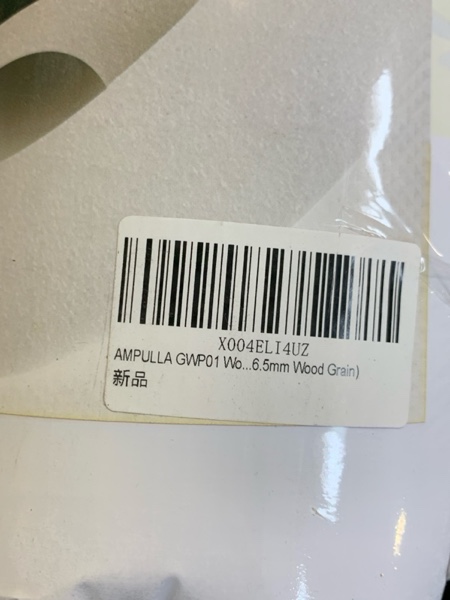 X004ELI4UZ
AMPULLA GWP01 Wo...6.5mm Wood Grain)
新品